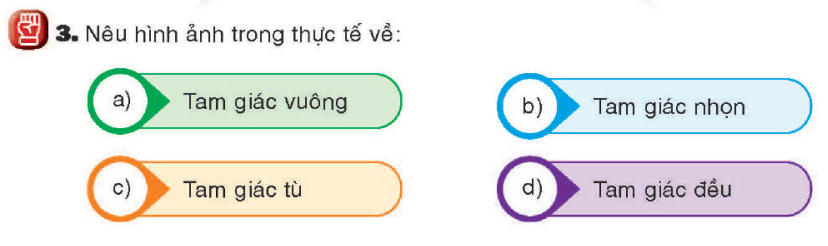 3. Nêu hình ảnh trong thực tế về:
a) Tam giác vuông
b) Tam giác nhọn
c) Tam giác tù
d) Tam giác đều